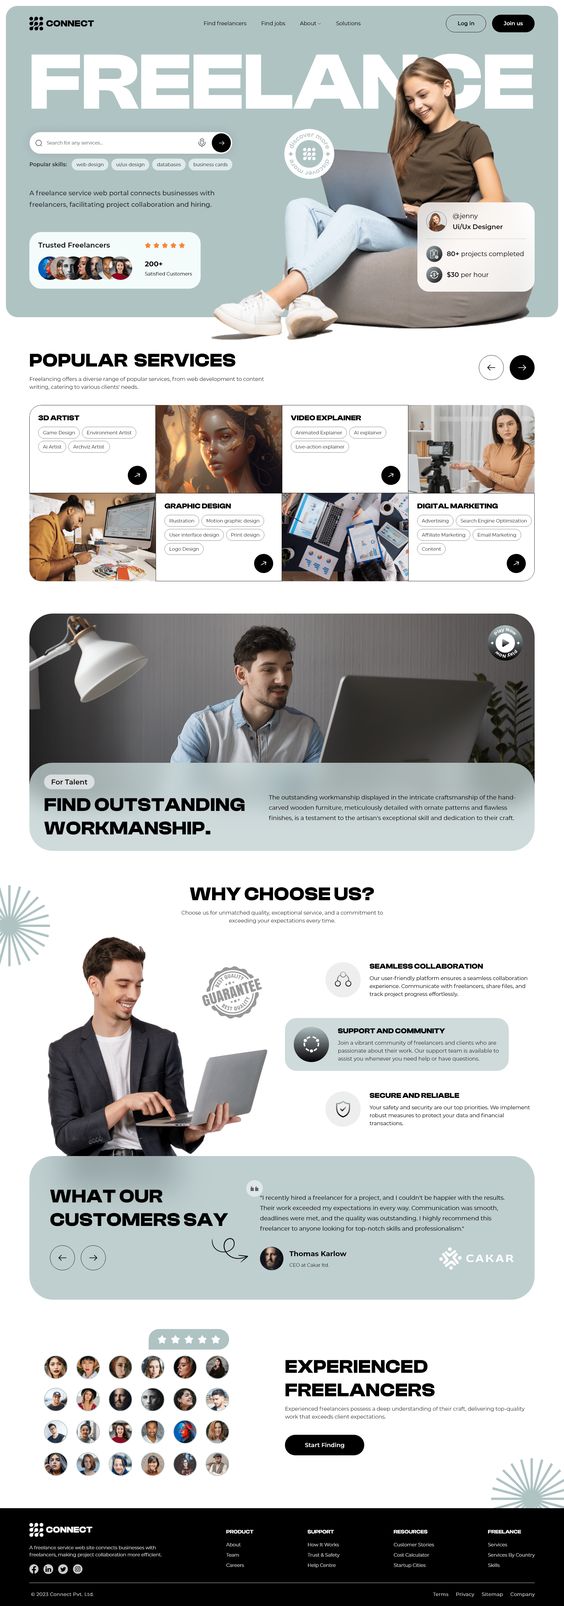 CONNECT
Find freelancers Find jobs About Solutions
Log in
Join us
FREELANCE
Search for any services...
Popular skills: web design ui/ux design databases business cards
discover more discover more
A freelance service web portal connects businesses with
freelancers, facilitating project collaboration and hiring.
Trusted Freelancers
200+
Satisfied Customers
@jenny
Ui/Ux Designer
80+ projects completed
$30 per hour
POPULAR SERVICES
Freelancing offers a diverse range of popular services, from web development to content
writing, catering to various clients' needs.
3D ARTIST
Game Design Environment Artist
Ai Artist Archviz Artist
VIDEO EXPLAINER
Animated Explainer AI explainer
Live-action explainer
GRAPHIC DESIGN
Illustration Motion graphic design
User interface design Print design
Logo Design
DIGITAL MARKETING
Advertising Search Engine Optimization
Affiliate Marketing Email Marketing
Content
Play Now Play Now
For Talent
FIND OUTSTANDING
WORKMANSHIP.
The outstanding workmanship displayed in the intricate craftsmanship of the hand-
carved wooden furniture, meticulously detailed with ornate patterns and flawless
finishes, is a testament to the artisan's exceptional skill and dedication to their craft.
WHY CHOOSE US?
Choose us for unmatched quality, exceptional service, and a commitment to
exceeding your expectations every time.
BEST QUALITY
GUARANTEE
BEST QUALITY
SEAMLESS COLLABORATION
Our user-friendly platform ensures a seamless collaboration
experience. Communicate with freelancers, share files, and
track project progress effortlessly.
SUPPORT AND COMMUNITY
Join a vibrant community of freelancers and clients who are
passionate about their work. Our support team is available to
assist you whenever you need help or have questions.
SECURE AND RELIABLE
Your safety and security are our top priorities. We implement
robust measures to protect your data and financial
transactions.
WHAT OUR
CUSTOMERS SAY
"I recently hired a freelancer for a project, and I couldn't be happier with the results.
Their work exceeded my expectations in every way. Communication was smooth,
deadlines were met, and the quality was outstanding. I highly recommend this
freelancer to anyone looking for top-notch skills and professionalism."
Thomas Karlow
CEO at Cakar ltd.
CAKAR
EXPERIENCED
FREELANCERS
Experienced freelancers possess a deep understanding of their craft, delivering top-quality
work that exceeds client expectations.
Start Finding
CONNECT
A freelance service web site connects businesses with
freelancers, making project collaboration more efficient.
PRODUCT
About
Team
Careers
SUPPORT
How It Works
Trust & Safety
Help Centre
RESOURCES
Customer Stories
Cost Calculator
Startup Cities
FREELANCE
Services
Services By Country
Skills
© 2023 Connect Pvt. Ltd.
Terms Privacy Sitemap Company